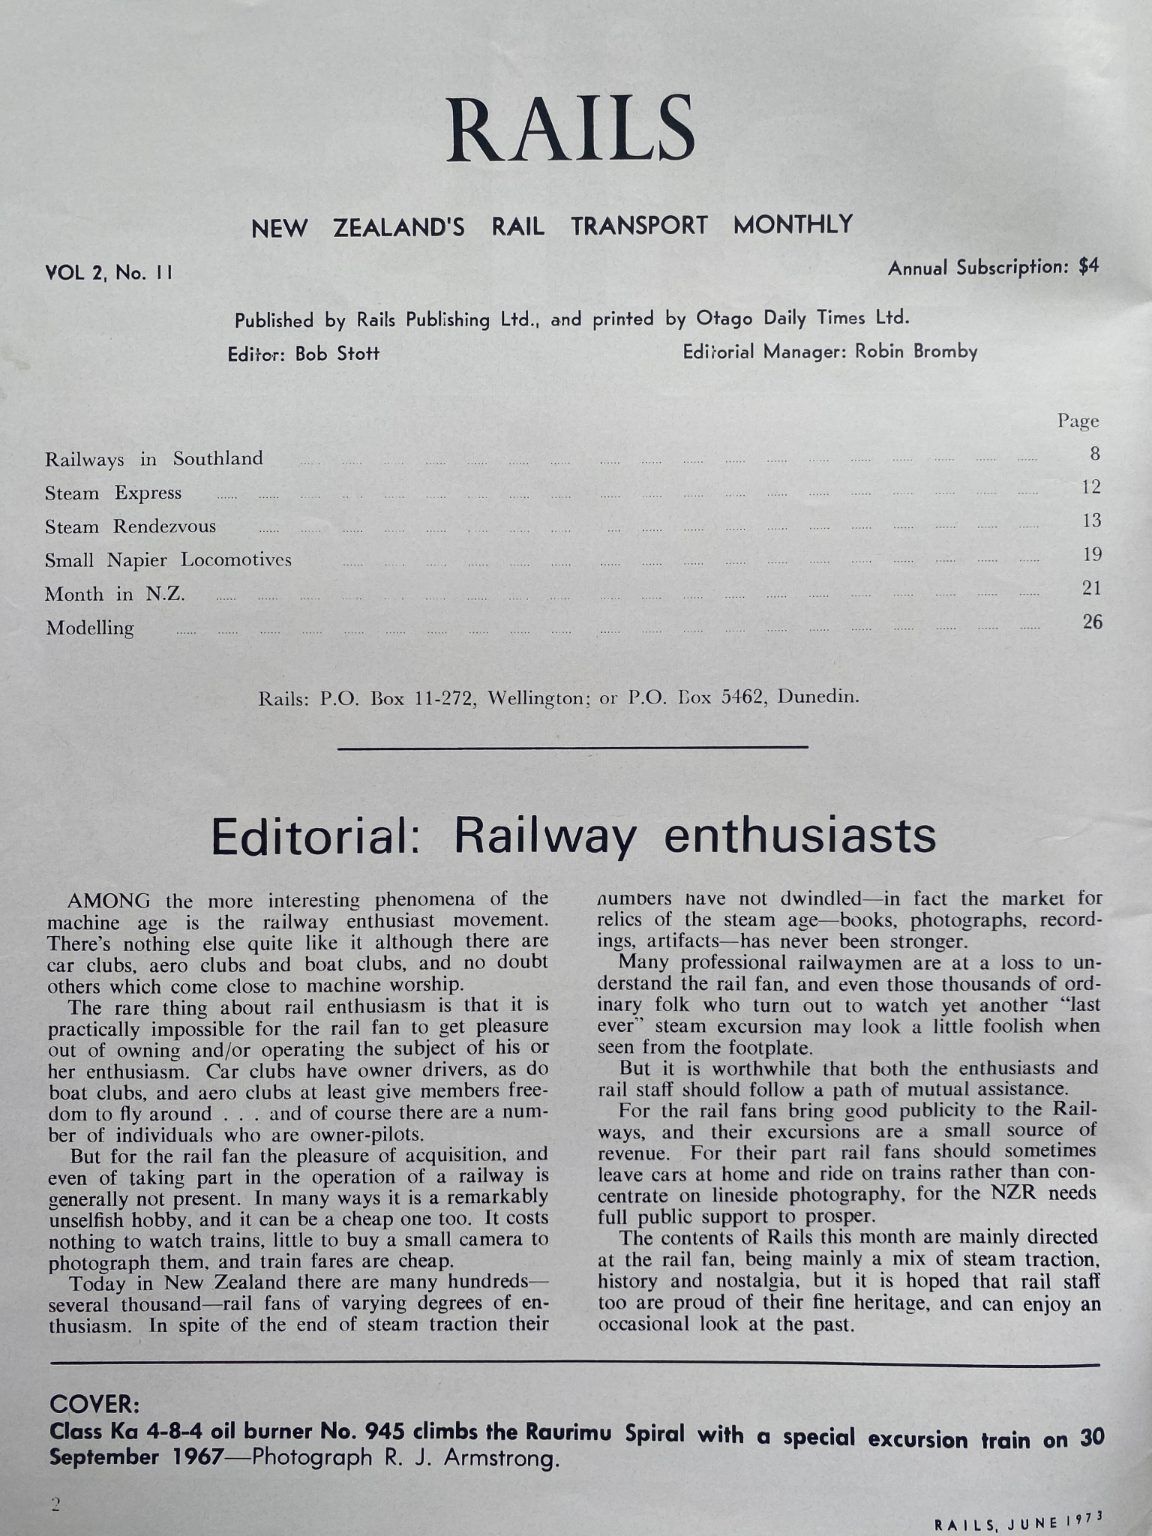 RAILS
NEW ZEALAND'S RAIL TRANSPORT MONTHLY
VOL 2, No. 11
Annual Subscription: $4
Published by Rails Publishing Ltd., and printed by Otago Daily Times Ltd.
Editor: Bob Stott
Editorial Manager: Robin Bromby
Page
Railways in Southland 8
Steam Express 12
Steam Rendezvous 13
Small Napier Locomotives 19
Month in N.Z. 21
Modelling 26
Rails: P.O. Box 11-272, Wellington; or P.O. Box 5462, Dunedin.
Editorial: Railway enthusiasts
AMONG the more interesting phenomena of the
machine age is the railway enthusiast movement.
There's nothing else quite like it although there are
car clubs, aero clubs and boat clubs, and no doubt
others which come close to machine worship.
The rare thing about rail enthusiasm is that it is
practically impossible for the rail fan to get pleasure
out of owning and/or operating the subject of his or
her enthusiasm. Car clubs have owner drivers, as do
boat clubs, and aero clubs at least give members free-
dom to fly around . . . and of course there are a num-
ber of individuals who are owner-pilots.
But for the rail fan the pleasure of acquisition, and
even of taking part in the operation of a railway is
generally not present. In many ways it is a remarkably
unselfish hobby, and it can be a cheap one too. It costs
nothing to watch trains, little to buy a small camera to
photograph them, and train fares are cheap.
Today in New Zealand there are many hundreds—
several thousand—rail fans of varying degrees of en-
thusiasm. In spite of the end of steam traction their
numbers have not dwindled—in fact the market for
relics of the steam age—books, photographs, record-
ings, artifacts—has never been stronger.
Many professional railwaymen are at a loss to un-
derstand the rail fan, and even those thousands of ord-
inary folk who turn out to watch yet another "last
ever" steam excursion may look a little foolish when
seen from the footplate.
But it is worthwhile that both the enthusiasts and
rail staff should follow a path of mutual assistance.
For the rail fans bring good publicity to the Rail-
ways, and their excursions are a small source of
revenue. For their part rail fans should sometimes
leave cars at home and ride on trains rather than con-
centrate on lineside photography, for the NZR needs
full public support to prosper.
The contents of Rails this month are mainly directed
at the rail fan, being mainly a mix of steam traction,
history and nostalgia, but it is hoped that rail staff
too are proud of their fine heritage, and can enjoy an
occasional look at the past.
COVER:
Class Ka 4-8-4 oil burner No. 945 climbs the Raurimu Spiral with a special excursion train on 30
September 1967—Photograph R. J. Armstrong.
2
RAILS, JUNE 1973